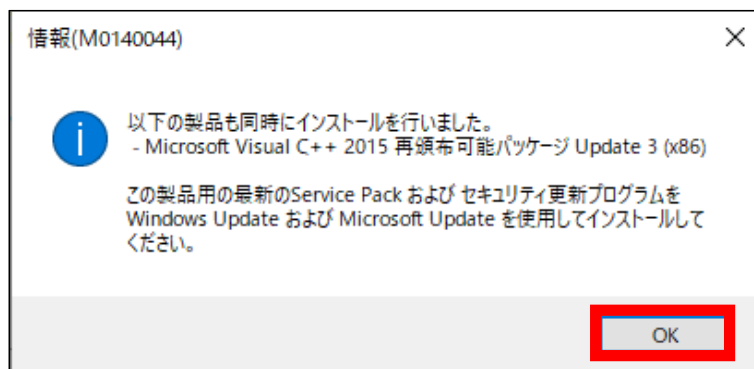 情報(M0140044)
以下の製品も同時にインストールを行いました。
- Microsoft Visual C++ 2015 再頒布可能パッケージ Update 3 (x86)
この製品用の最新のService Pack および セキュリティ更新プログラムを
Windows Update および Microsoft Update を使用してインストールして
ください。
OK